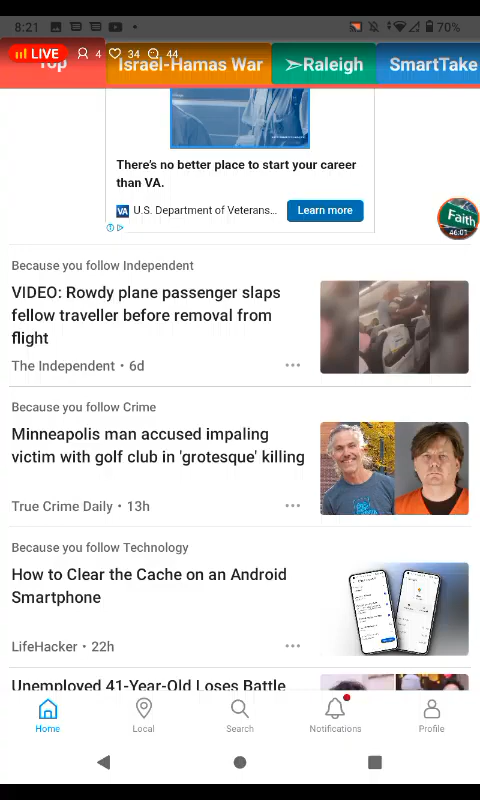 8:21
70%
LIVE 4 34 44
Top Israel-Hamas War Raleigh SmartTake
There's no better place to start your career
than VA.
VA U.S. Department of Veterans... Learn more
Faith
46:01
Because you follow Independent
VIDEO: Rowdy plane passenger slaps
fellow traveller before removal from
flight
The Independent • 6d
Because you follow Crime
Minneapolis man accused impaling
victim with golf club in 'grotesque' killing
True Crime Daily • 13h
Because you follow Technology
How to Clear the Cache on an Android
Smartphone
LifeHacker • 22h
Unemployed 41-Year-Old Loses Battle
Home Local Search Notifications Profile